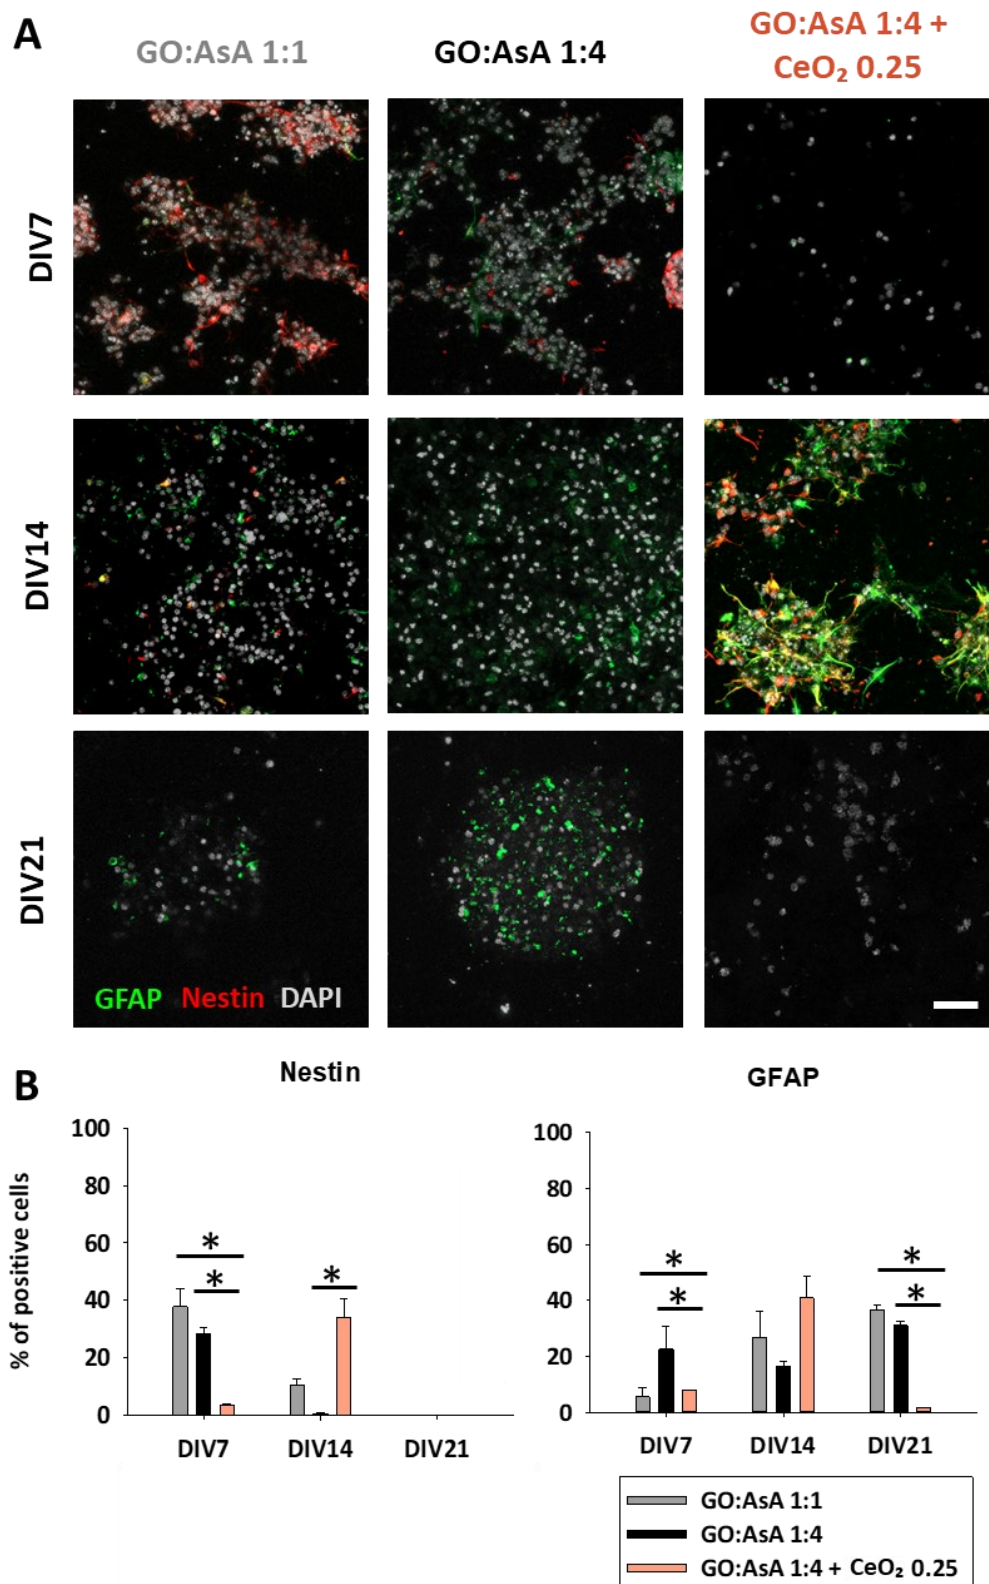 A
GO:AsA 1:1
GO:AsA 1:4
GO:AsA 1:4 +
CeO₂ 0.25
DIV7
DIV14
DIV21
GFAP Nestin DAPI
B
Nestin
GFAP
% of positive cells
100
80
60
40
20
0
* * *
DIV7 DIV14 DIV21
100
80
60
40
20
0
* * * *
DIV7 DIV14 DIV21
GO:AsA 1:1
GO:AsA 1:4
GO:AsA 1:4 + CeO₂ 0.25